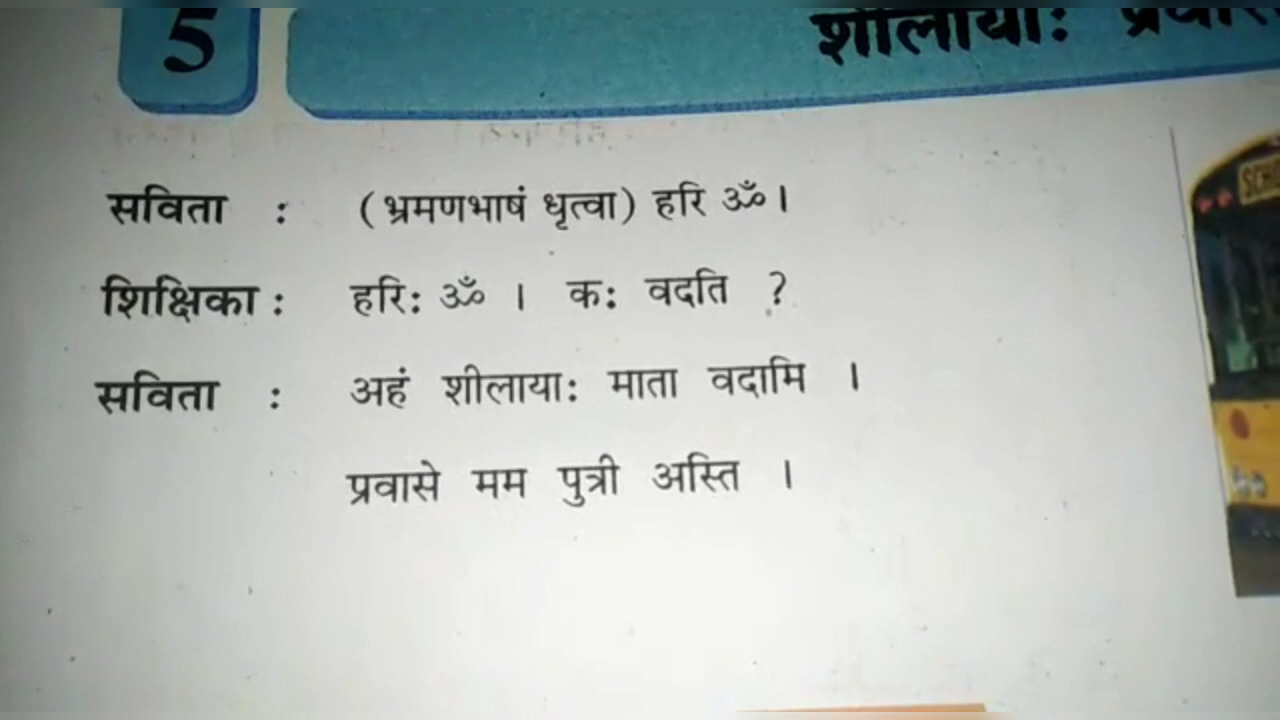 5 शीलायाः
सविता : (भ्रमणभाषं धृत्वा) हरि ॐ।
शिक्षिका : हरिः ॐ । कः वदति ?
सविता : अहं शीलायाः माता वदामि ।
प्रवासे मम पुत्री अस्ति ।